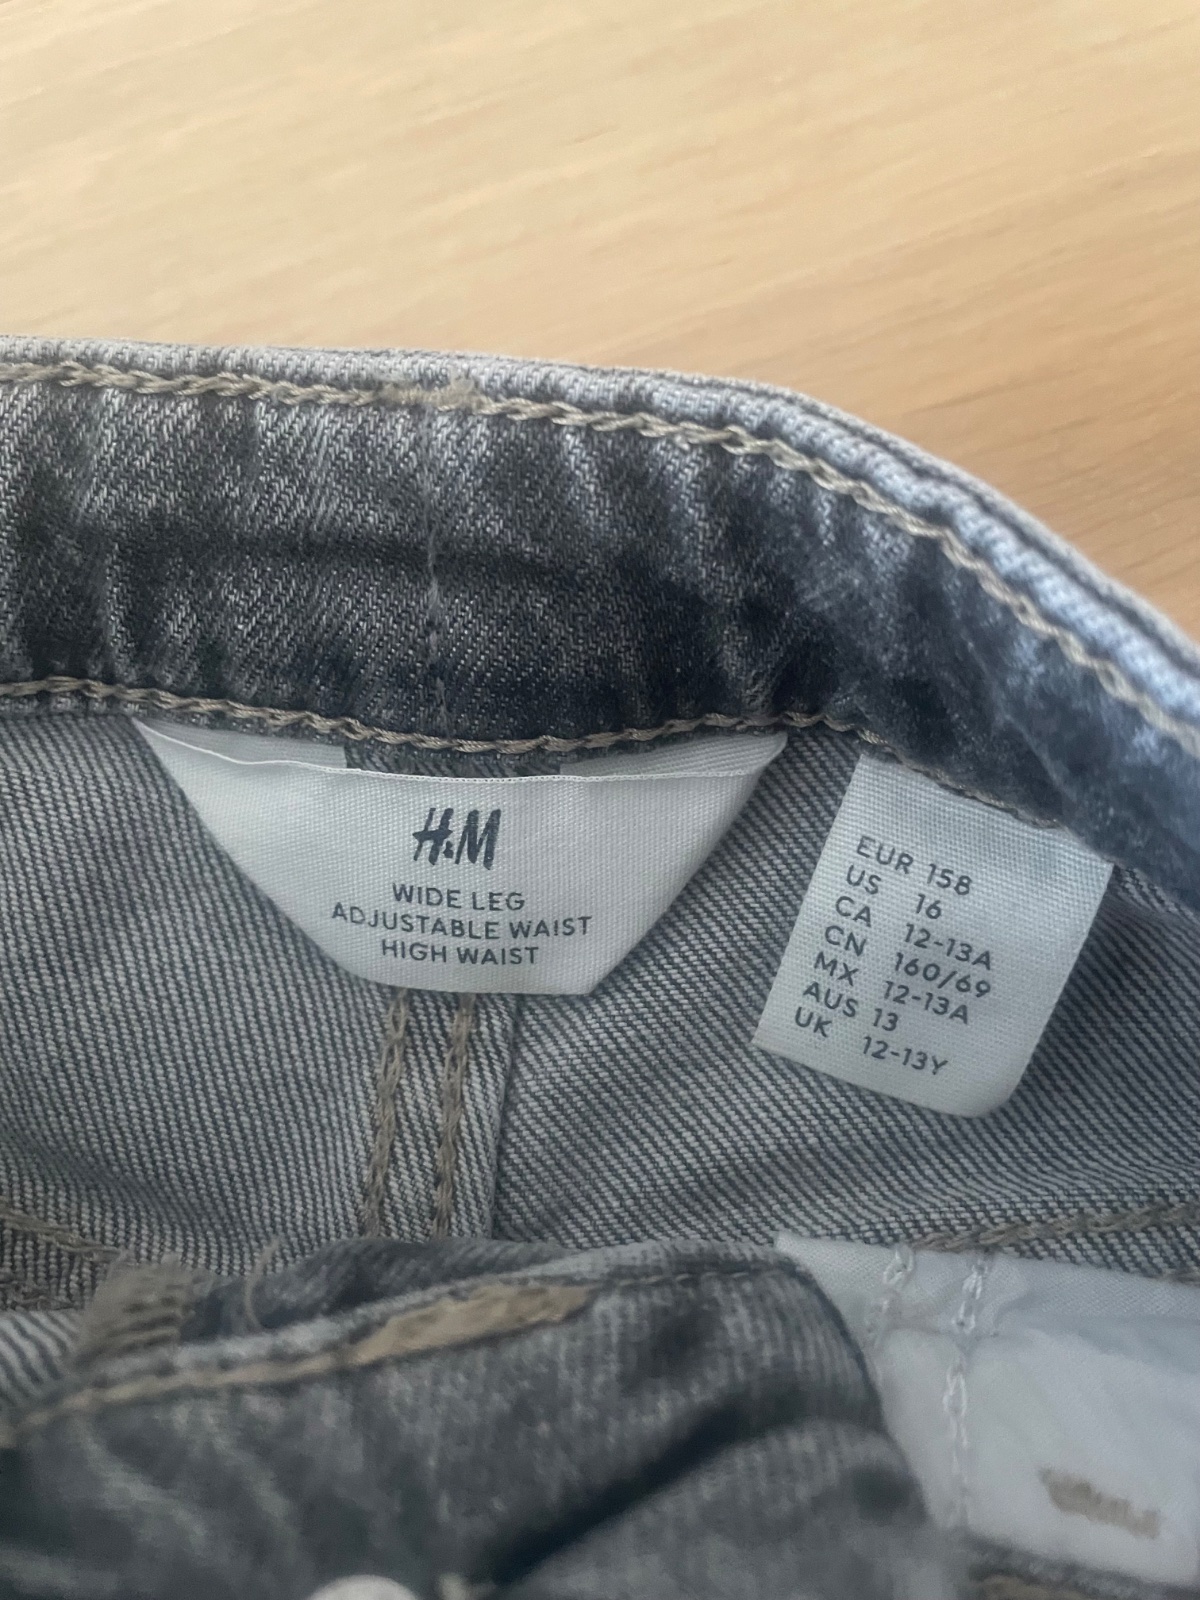 H&M
WIDE LEG
ADJUSTABLE WAIST
HIGH WAIST
EUR 158
US 16
CA 12-13A
CN 160/69
MX 12-13A
AUS 13
UK 12-13Y